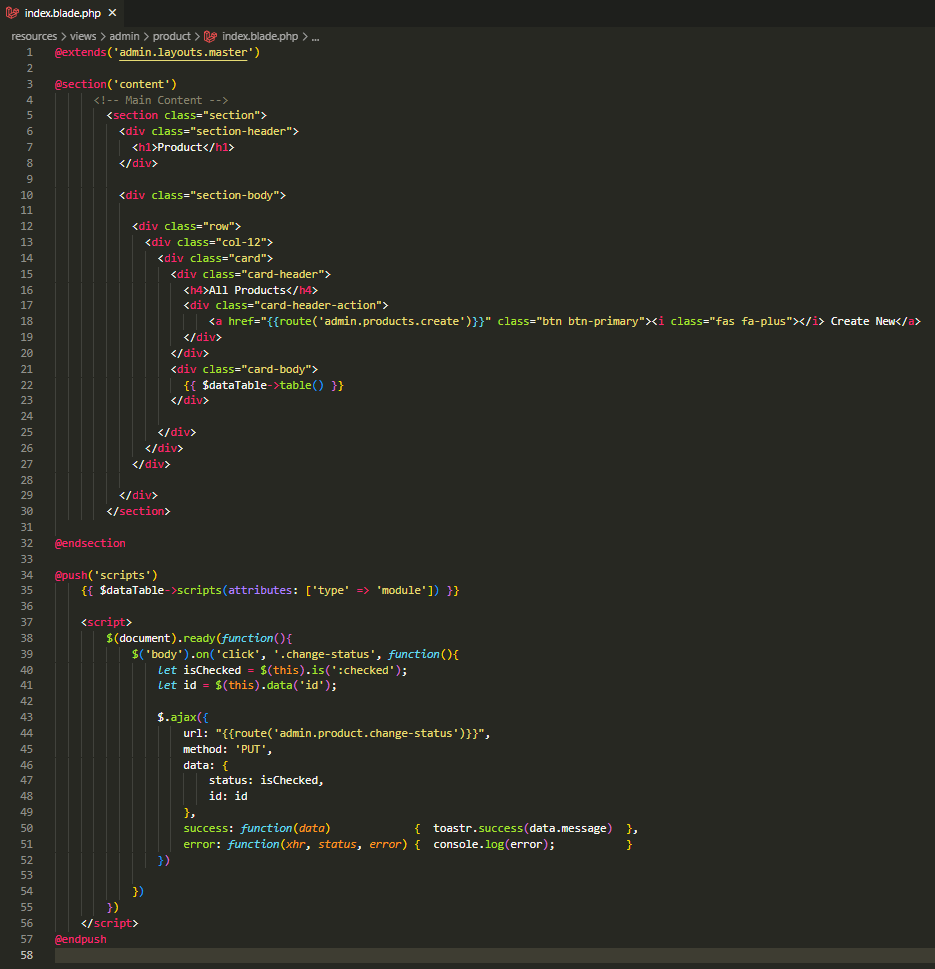 index.blade.php ×
resources > views > admin > product > index.blade.php > ...
1 @extends('admin.layouts.master')
2
3 @section('content')
4 <!-- Main Content -->
5 <section class="section">
6 <div class="section-header">
7 <h1>Product</h1>
8 </div>
9
10 <div class="section-body">
11
12 <div class="row">
13 <div class="col-12">
14 <div class="card">
15 <div class="card-header">
16 <h4>All Products</h4>
17 <div class="card-header-action">
18 <a href="{{route('admin.products.create')}}" class="btn btn-primary"><i class="fas fa-plus"></i> Create New</a>
19 </div>
20 </div>
21 <div class="card-body">
22 {{ $dataTable->table() }}
23 </div>
24
25 </div>
26 </div>
27 </div>
28
29 </div>
30 </section>
31
32 @endsection
33
34 @push('scripts')
35 {{ $dataTable->scripts(attributes: ['type' => 'module']) }}
36
37 <script>
38 $(document).ready(function(){
39 $('body').on('click', '.change-status', function(){
40 let isChecked = $(this).is(':checked');
41 let id = $(this).data('id');
42
43 $.ajax({
44 url: "{{route('admin.product.change-status')}}",
45 method: 'PUT',
46 data: {
47 status: isChecked,
48 id: id
49 },
50 success: function(data) { toastr.success(data.message) },
51 error: function(xhr, status, error) { console.log(error); }
52 })
53
54 })
55 })
56 </script>
57 @endpush
58